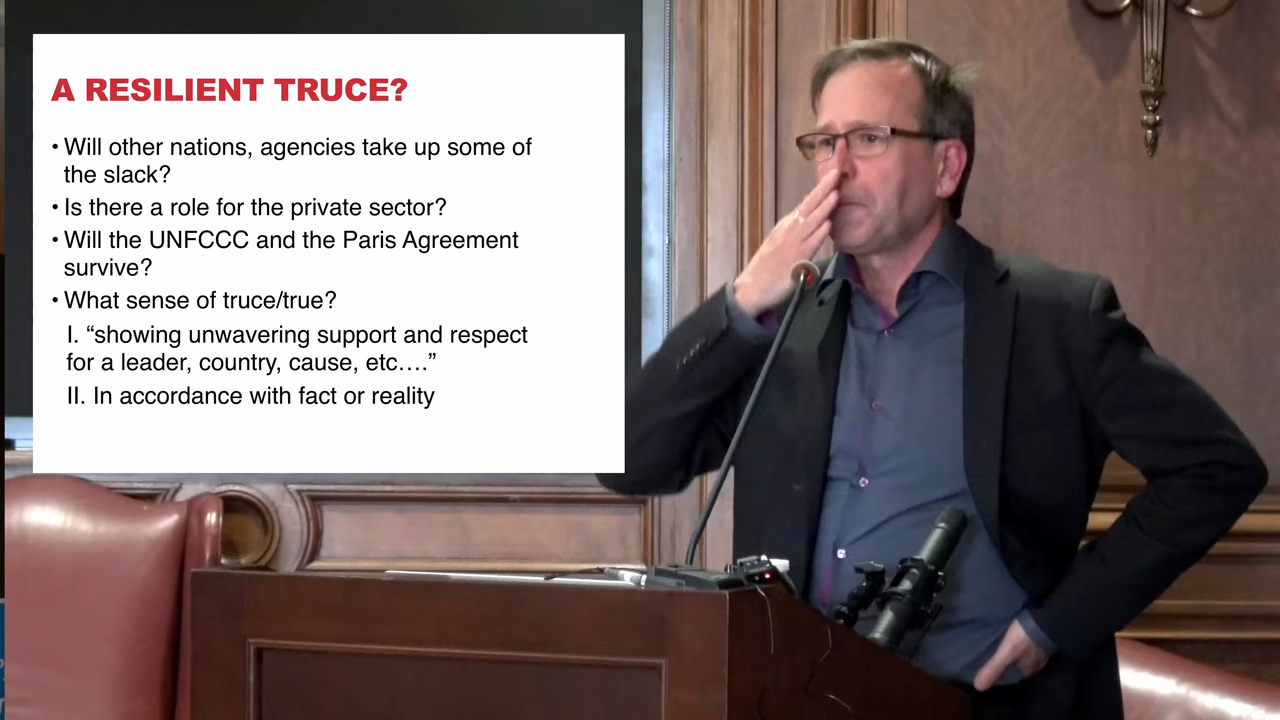 A RESILIENT TRUCE?
• Will other nations, agencies take up some of
the slack?
• Is there a role for the private sector?
• Will the UNFCCC and the Paris Agreement
survive?
• What sense of truce/true?
I. “showing unwavering support and respect
for a leader, country, cause, etc….”
II. In accordance with fact or reality